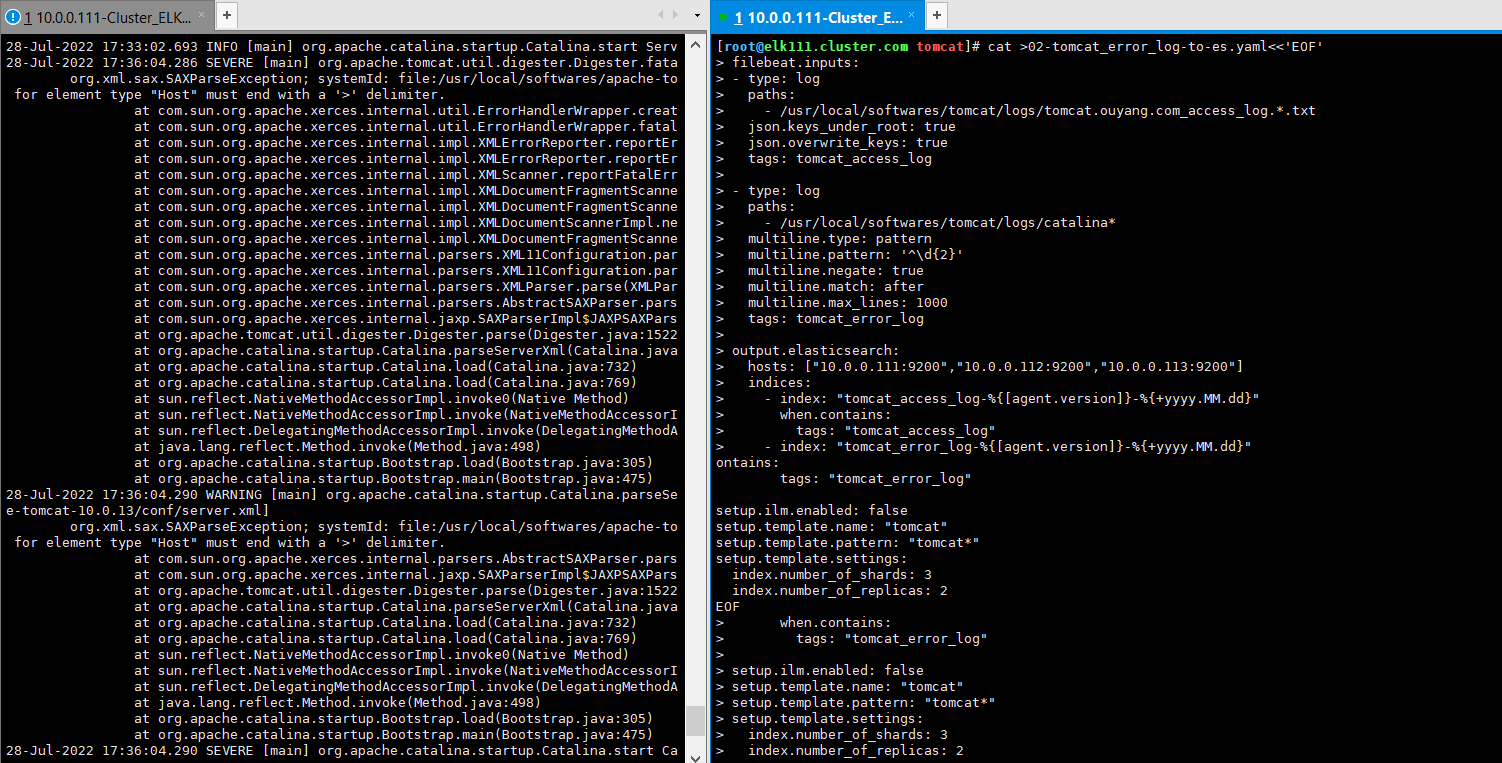 1 10.0.0.111-Cluster_ELK...
28-Jul-2022 17:33:02.693 INFO [main] org.apache.catalina.startup.Catalina.start Serv
28-Jul-2022 17:36:04.286 SEVERE [main] org.apache.tomcat.util.digester.Digester.fata
        org.xml.sax.SAXParseException; systemId: file:/usr/local/softwares/apache-to
 for element type "Host" must end with a '>' delimiter.
                at com.sun.org.apache.xerces.internal.util.ErrorHandlerWrapper.creat
                at com.sun.org.apache.xerces.internal.util.ErrorHandlerWrapper.fatal
                at com.sun.org.apache.xerces.internal.impl.XMLErrorReporter.reportEr
                at com.sun.org.apache.xerces.internal.impl.XMLErrorReporter.reportEr
                at com.sun.org.apache.xerces.internal.impl.XMLScanner.reportFatalErr
                at com.sun.org.apache.xerces.internal.impl.XMLDocumentFragmentScanne
                at com.sun.org.apache.xerces.internal.impl.XMLDocumentFragmentScanne
                at com.sun.org.apache.xerces.internal.impl.XMLDocumentScannerImpl.ne
                at com.sun.org.apache.xerces.internal.impl.XMLDocumentFragmentScanne
                at com.sun.org.apache.xerces.internal.parsers.XML11Configuration.par
                at com.sun.org.apache.xerces.internal.parsers.XML11Configuration.par
                at com.sun.org.apache.xerces.internal.parsers.XMLParser.parse(XMLPar
                at com.sun.org.apache.xerces.internal.parsers.AbstractSAXParser.pars
                at com.sun.org.apache.xerces.internal.jaxp.SAXParserImpl$JAXPSAXPars
                at org.apache.tomcat.util.digester.Digester.parse(Digester.java:1522
                at org.apache.catalina.startup.Catalina.parseServerXml(Catalina.java
                at org.apache.catalina.startup.Catalina.load(Catalina.java:732)
                at org.apache.catalina.startup.Catalina.load(Catalina.java:769)
                at sun.reflect.NativeMethodAccessorImpl.invoke0(Native Method)
                at sun.reflect.NativeMethodAccessorImpl.invoke(NativeMethodAccessorI
                at sun.reflect.DelegatingMethodAccessorImpl.invoke(DelegatingMethodA
                at java.lang.reflect.Method.invoke(Method.java:498)
                at org.apache.catalina.startup.Bootstrap.load(Bootstrap.java:305)
                at org.apache.catalina.startup.Bootstrap.main(Bootstrap.java:475)
28-Jul-2022 17:36:04.290 WARNING [main] org.apache.catalina.startup.Catalina.parseSe
e-tomcat-10.0.13/conf/server.xml]
        org.xml.sax.SAXParseException; systemId: file:/usr/local/softwares/apache-to
 for element type "Host" must end with a '>' delimiter.
                at com.sun.org.apache.xerces.internal.parsers.AbstractSAXParser.pars
                at com.sun.org.apache.xerces.internal.jaxp.SAXParserImpl$JAXPSAXPars
                at org.apache.tomcat.util.digester.Digester.parse(Digester.java:1522
                at org.apache.catalina.startup.Catalina.parseServerXml(Catalina.java
                at org.apache.catalina.startup.Catalina.load(Catalina.java:732)
                at org.apache.catalina.startup.Catalina.load(Catalina.java:769)
                at sun.reflect.NativeMethodAccessorImpl.invoke0(Native Method)
                at sun.reflect.NativeMethodAccessorImpl.invoke(NativeMethodAccessorI
                at sun.reflect.DelegatingMethodAccessorImpl.invoke(DelegatingMethodA
                at java.lang.reflect.Method.invoke(Method.java:498)
                at org.apache.catalina.startup.Bootstrap.load(Bootstrap.java:305)
                at org.apache.catalina.startup.Bootstrap.main(Bootstrap.java:475)
28-Jul-2022 17:36:04.290 SEVERE [main] org.apache.catalina.startup.Catalina.start Ca
1 10.0.0.111-Cluster_E...
[root@elk111.cluster.com tomcat]# cat >02-tomcat_error_log-to-es.yaml<<'EOF'
> filebeat.inputs:
> - type: log
>   paths:
>     - /usr/local/softwares/tomcat/logs/tomcat.ouyang.com_access_log.*.txt
>   json.keys_under_root: true
>   json.overwrite_keys: true
>   tags: tomcat_access_log
>
> - type: log
>   paths:
>     - /usr/local/softwares/tomcat/logs/catalina*
>   multiline.type: pattern
>   multiline.pattern: '^\d{2}'
>   multiline.negate: true
>   multiline.match: after
>   multiline.max_lines: 1000
>   tags: tomcat_error_log
>
> output.elasticsearch:
>   hosts: ["10.0.0.111:9200","10.0.0.112:9200","10.0.0.113:9200"]
>   indices:
>     - index: "tomcat_access_log-%{[agent.version]}-%{+yyyy.MM.dd}"
>       when.contains:
>         tags: "tomcat_access_log"
>     - index: "tomcat_error_log-%{[agent.version]}-%{+yyyy.MM.dd}"
ontains:
        tags: "tomcat_error_log"

setup.ilm.enabled: false
setup.template.name: "tomcat"
setup.template.pattern: "tomcat*"
setup.template.settings:
  index.number_of_shards: 3
  index.number_of_replicas: 2
EOF
>       when.contains:
>         tags: "tomcat_error_log"
>
> setup.ilm.enabled: false
> setup.template.name: "tomcat"
> setup.template.pattern: "tomcat*"
> setup.template.settings:
>   index.number_of_shards: 3
>   index.number_of_replicas: 2